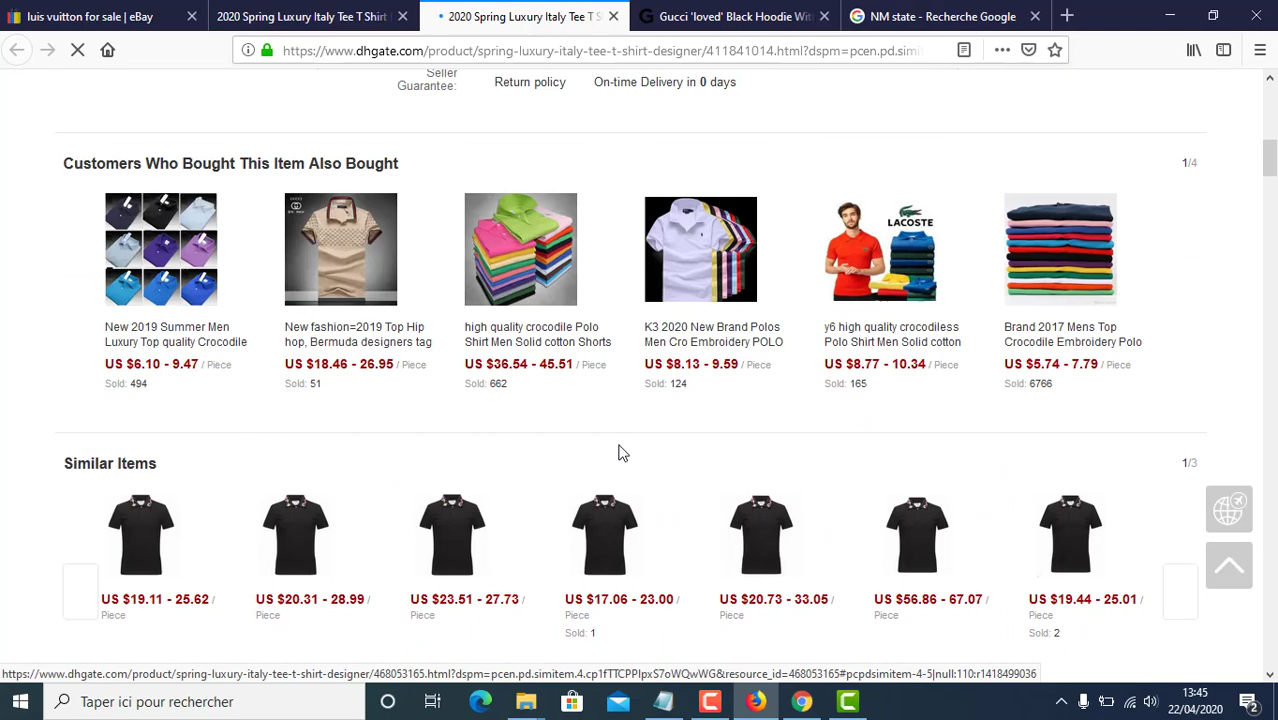 luis vuitton for sale | eBay
2020 Spring Luxury Italy Tee T Shirt
2020 Spring Luxury Italy Tee T S
Gucci 'loved' Black Hoodie Wit
NM state - Recherche Google
https://www.dhgate.com/product/spring-luxury-italy-tee-t-shirt-designer/411841014.html?dspm=pcen.pd.simit
Seller Guarantee:
Return policy
On-time Delivery in 0 days
Customers Who Bought This Item Also Bought
1/4
LACOSTE
New 2019 Summer Men
Luxury Top quality Crocodile
US $6.10 - 9.47 / Piece
Sold: 494
New fashion=2019 Top Hip
hop, Bermuda designers tag
US $18.46 - 26.95 / Piece
Sold: 51
high quality crocodile Polo
Shirt Men Solid cotton Shorts
US $36.54 - 45.51 / Piece
Sold: 662
K3 2020 New Brand Polos
Men Cro Embroidery POLO
US $8.13 - 9.59 / Piece
Sold: 124
y6 high quality crocodiless
Polo Shirt Men Solid cotton
US $8.77 - 10.34 / Piece
Sold: 165
Brand 2017 Mens Top
Crocodile Embroidery Polo
US $5.74 - 7.79 / Piece
Sold: 6766
Similar Items
1/3
US $19.11 - 25.62 /
Piece
US $20.31 - 28.99 /
Piece
US $23.51 - 27.73 /
Piece
US $17.06 - 23.00 /
Piece
Sold: 1
US $20.73 - 33.05 /
Piece
US $56.86 - 67.07 /
Piece
US $19.44 - 25.01 /
Piece
Sold: 2
https://www.dhgate.com/product/spring-luxury-italy-tee-t-shirt-designer/468053165.html?dspm=pcen.pd.simitem.4.cp1fTTCPPIpxS7oWQwWG&resource_id=468053165#pcpdsimitem-4-5|null:110:r1418499036
Taper ici pour rechercher
13:45
22/04/2020
2